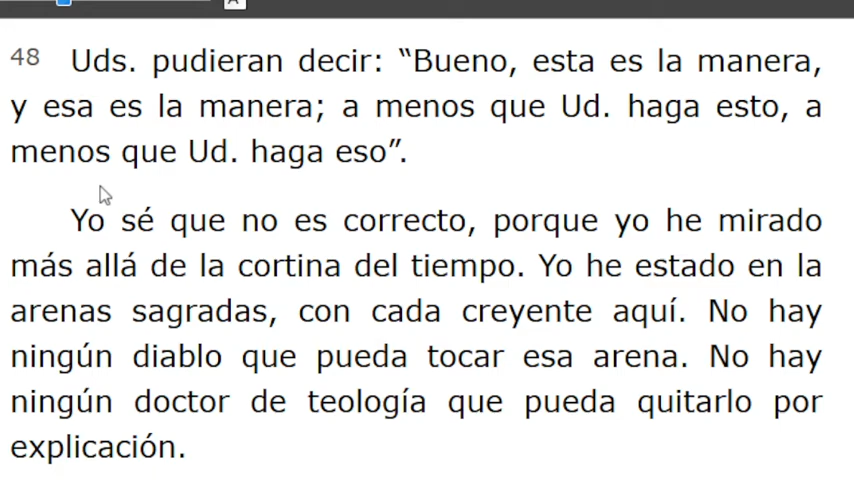 48 Uds. pudieran decir: “Bueno, esta es la manera,
y esa es la manera; a menos que Ud. haga esto, a
menos que Ud. haga eso”.
Yo sé que no es correcto, porque yo he mirado
más allá de la cortina del tiempo. Yo he estado en la
arenas sagradas, con cada creyente aquí. No hay
ningún diablo que pueda tocar esa arena. No hay
ningún doctor de teología que pueda quitarlo por
explicación.